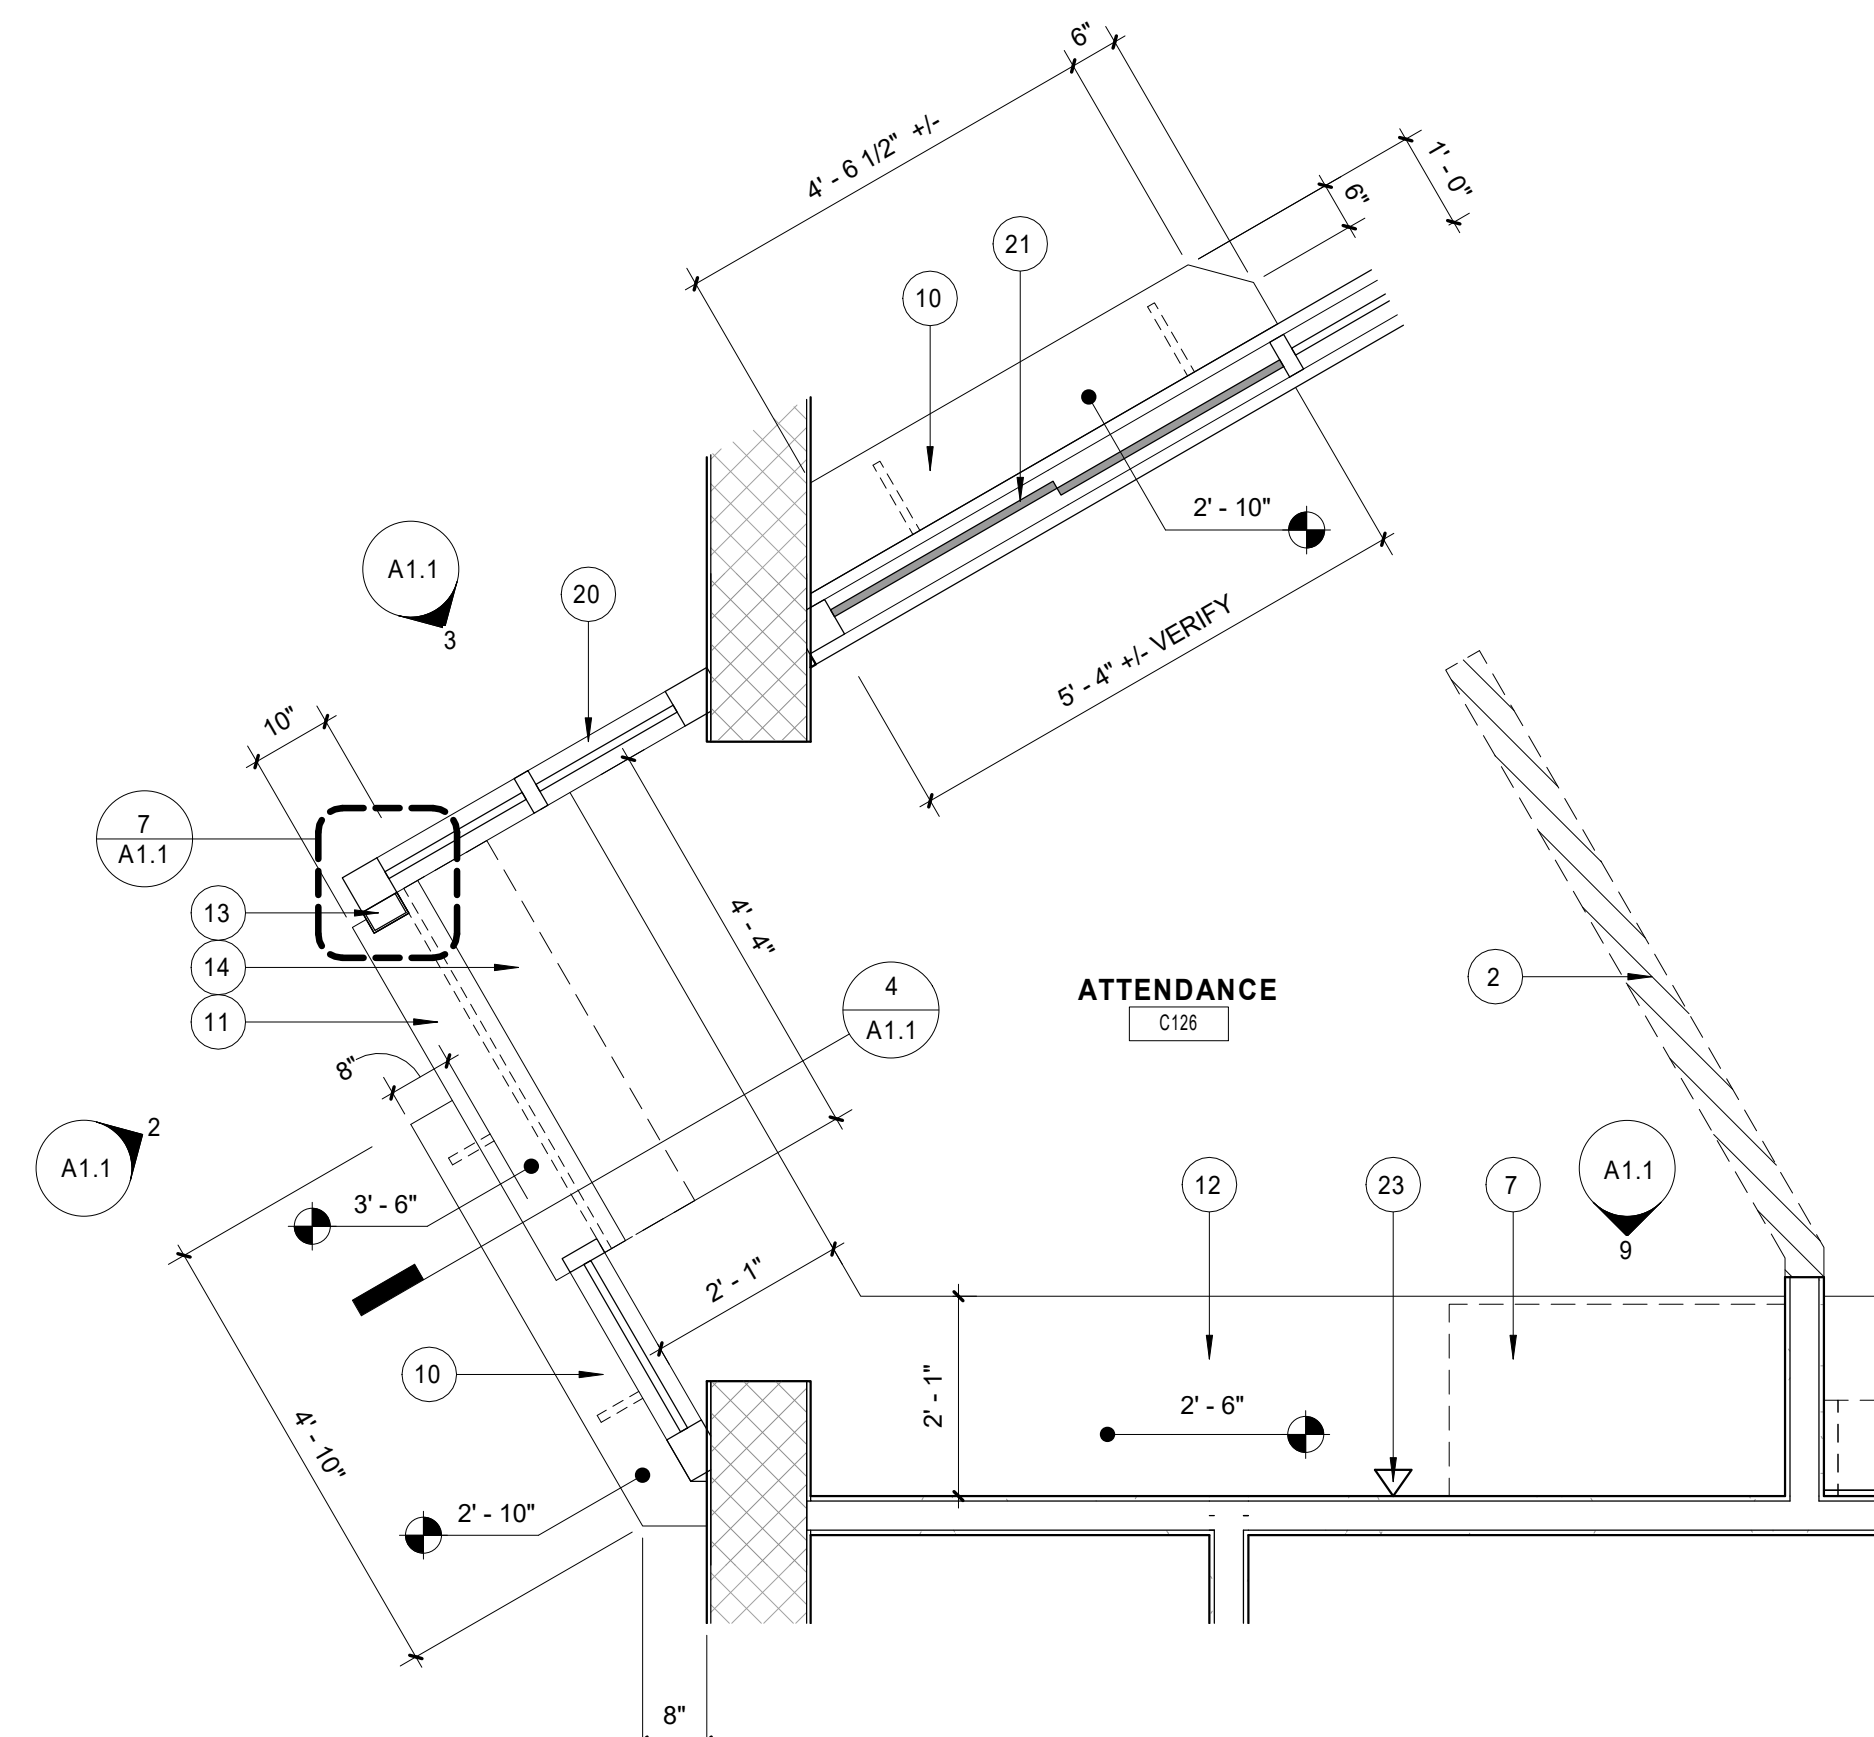 6"
4' - 6 1/2" +/-
1' - 0"
6"
21
10
2' - 10"
A1.1
3
20
5' - 4" +/- VERIFY
10"
7
A1.1
13
14
11
4' - 4"
4
A1.1
ATTENDANCE
C126
2
8"
A1.1
2
3' - 6"
12
23
7
A1.1
9
2' - 1"
10
2' - 1"
2' - 6"
4' - 10"
2' - 10"
8"